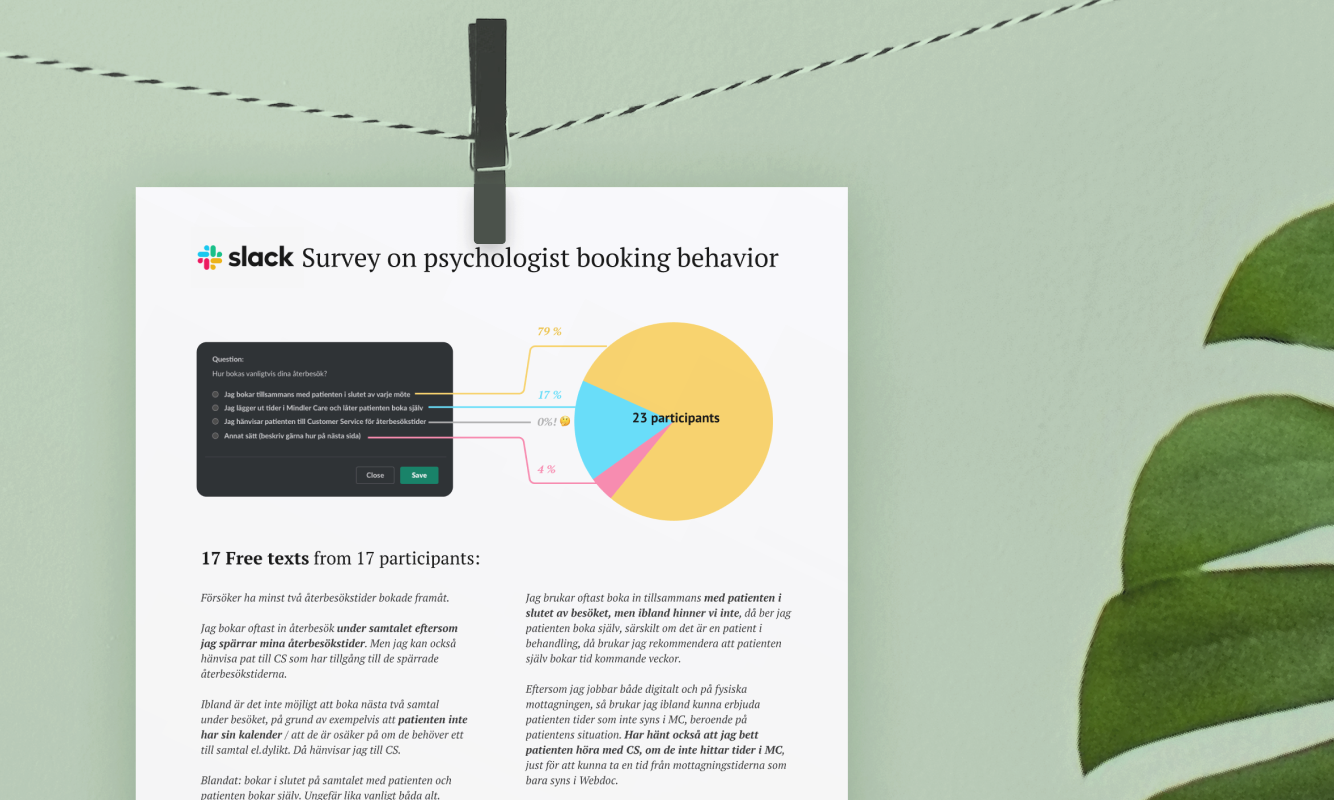 slack Survey on psychologist booking behavior
Question:
Hur bokas vanligtvis dina återbesök?
Jag bokar tillsammans med patienten i slutet av varje möte
Jag lägger ut tider i Mindler Care och låter patienten boka själv
Jag hänvisar patienten till Customer Service för återbesökstider
Annat sätt (beskriv gärna hur på nästa sida)
Close
Save
79 %
17 %
0%! 🤔
4 %
23 participants
17 Free texts from 17 participants:
Försöker ha minst två återbesökstider bokade framåt.
Jag bokar oftast in återbesök under samtalet eftersom
jag spärrar mina återbesökstider. Men jag kan också
hänvisa pat till CS som har tillgång till de spärrade
återbesökstiderna.
Ibland är det inte möjligt att boka nästa två samtal
under besöket, på grund av exempelvis att patienten inte
har sin kalender / att de är osäker på om de behöver ett
till samtal el.dylikt. Då hänvisar jag till CS.
Blandat: bokar i slutet på samtalet med patienten och
patienten bokar själv. Ungefär lika vanligt båda alt.
Jag brukar oftast boka in tillsammans med patienten i
slutet av besöket, men ibland hinner vi inte, då ber jag
patienten boka själv, särskilt om det är en patient i
behandling, då brukar jag rekommendera att patienten
själv bokar tid kommande veckor.
Eftersom jag jobbar både digitalt och på fysiska
mottagningen, så brukar jag ibland kunna erbjuda
patienten tider som inte syns i MC, beroende på
patientens situation. Har hänt också att jag bett
patienten höra med CS, om de inte hittar tider i MC,
just för att kunna ta en tid från mottagningstiderna som
bara syns i Webdoc.